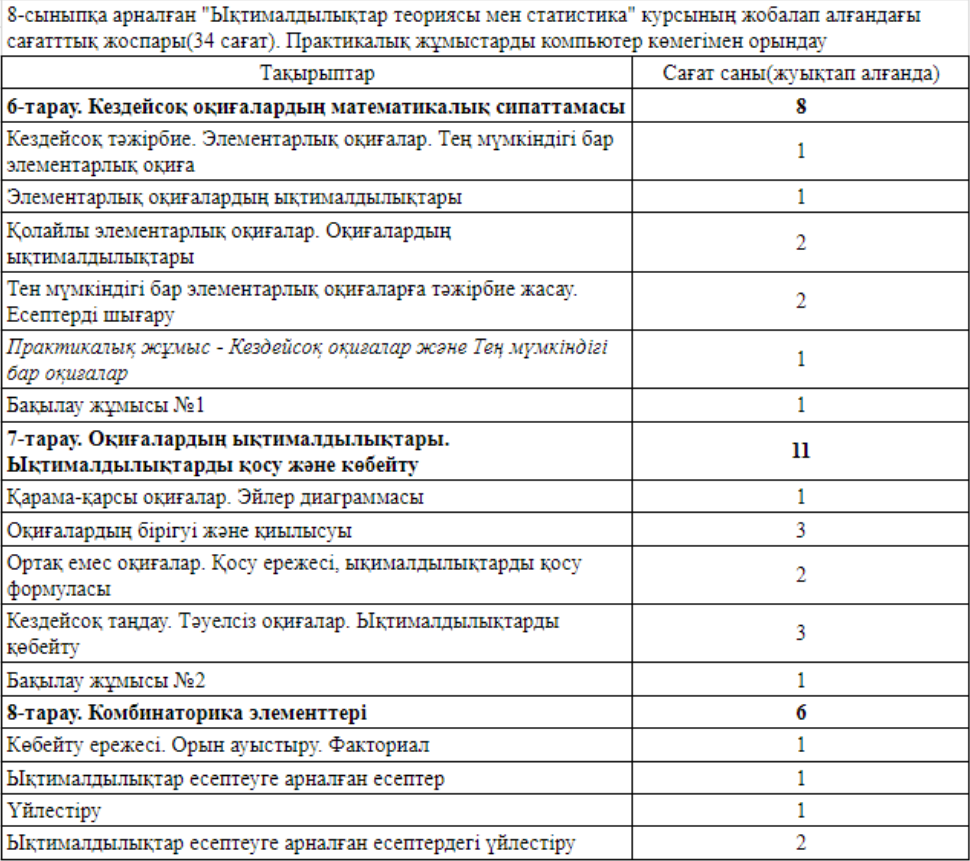 8-сыныпқа арналған "Ықтималдылықтар теориясы мен статистика" курсының жобалап алғандағы
сағатттық жоспары(34 сағат). Практикалық жұмыстарды компьютер көмегімен орындау
Тақырыптар
Сағат саны(жуықтап алғанда)
6-тарау. Кездейсоқ оқиғалардың математикалық сипаттамасы
8
Кездейсоқ тәжірбие. Элементарлық оқиғалар. Тең мүмкіндігі бар
элементарлық оқиға
1
Элементарлық оқиғалардың ықтималдылықтары
1
Қолайлы элементарлық оқиғалар. Оқиғалардың
ықтималдылықтары
2
Тен мүмкіндігі бар элементарлық оқиғаларға тәжірбие жасау.
Есептерді шығару
2
Практикалық жұмыс - Кездейсоқ оқиғалар және Тең мүмкіндігі
бар оқиғалар
1
Бақылау жұмысы №1
1
7-тарау. Оқиғалардың ықтималдылықтары.
Ықтималдылықтарды қосу және көбейту
11
Қарама-қарсы оқиғалар. Эйлер диаграммасы
1
Оқиғалардың бірігуі және қиылысуы
3
Ортақ емес оқиғалар. Қосу ережесі, ықималдылықтарды қосу
формуласы
2
Кездейсоқ таңдау. Тәуелсіз оқиғалар. Ықтималдылықтарды
көбейту
3
Бақылау жұмысы №2
1
8-тарау. Комбинаторика элементтері
6
Көбейту ережесі. Орын ауыстыру. Факториал
1
Ықтималдылықтар есептеуге арналған есептер
1
Үйлестіру
1
Ықтималдылықтар есептеуге арналған есептердегі үйлестіру
2